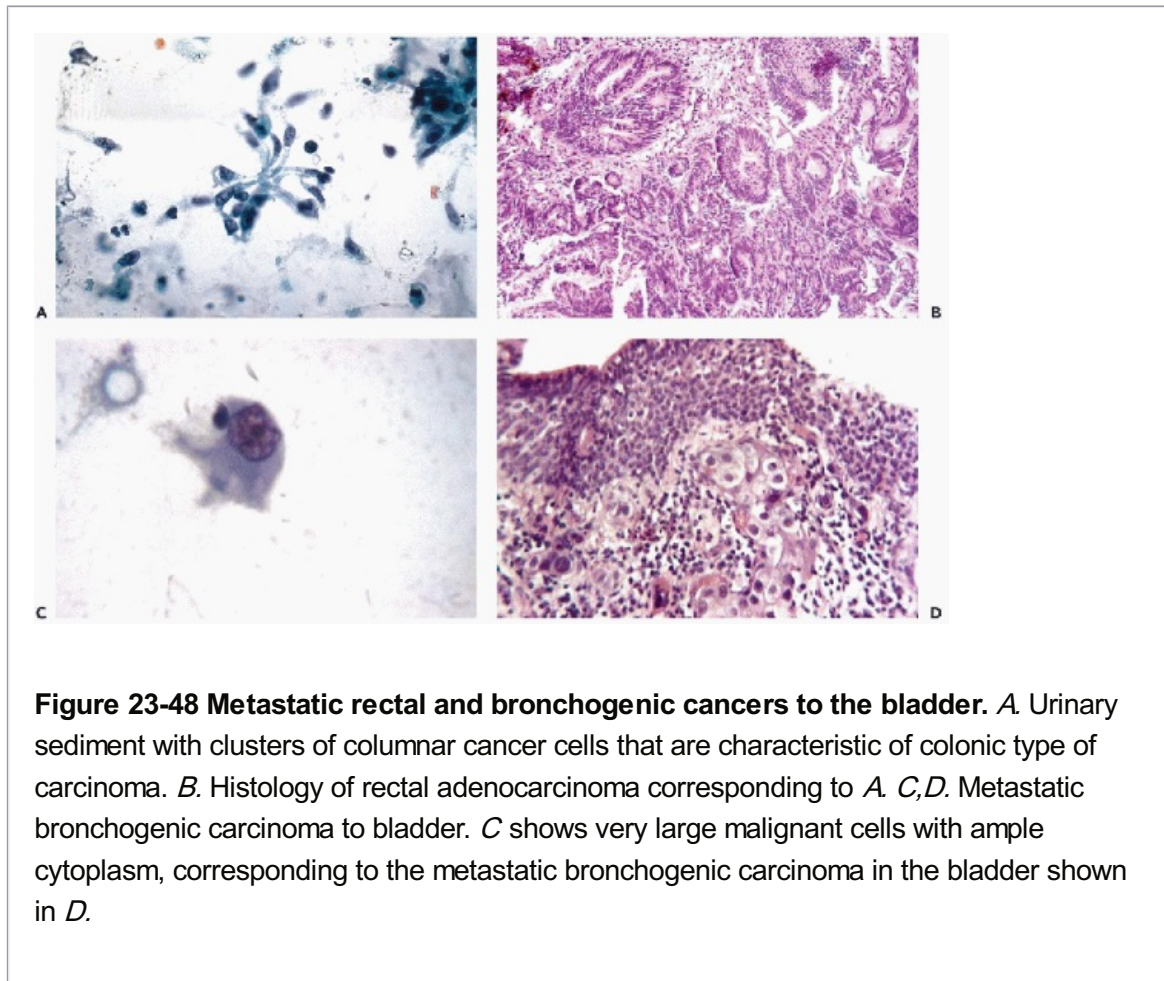 A
B
C
D
Figure 23-48 Metastatic rectal and bronchogenic cancers to the bladder. A. Urinary
sediment with clusters of columnar cancer cells that are characteristic of colonic type of
carcinoma. B. Histology of rectal adenocarcinoma corresponding to A. C,D. Metastatic
bronchogenic carcinoma to bladder. C shows very large malignant cells with ample
cytoplasm, corresponding to the metastatic bronchogenic carcinoma in the bladder shown
in D.